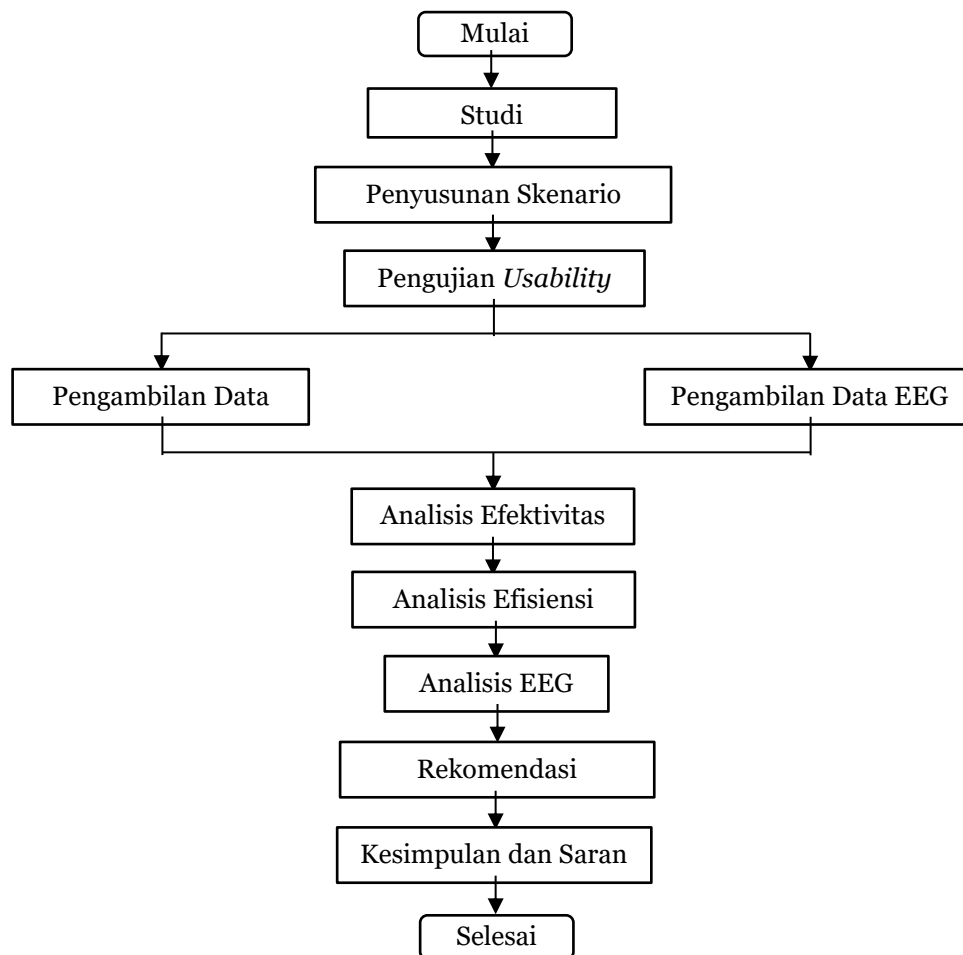 Mulai
Studi
Penyusunan Skenario
Pengujian Usability
Pengambilan Data
Pengambilan Data EEG
Analisis Efektivitas
Analisis Efisiensi
Analisis EEG
Rekomendasi
Kesimpulan dan Saran
Selesai